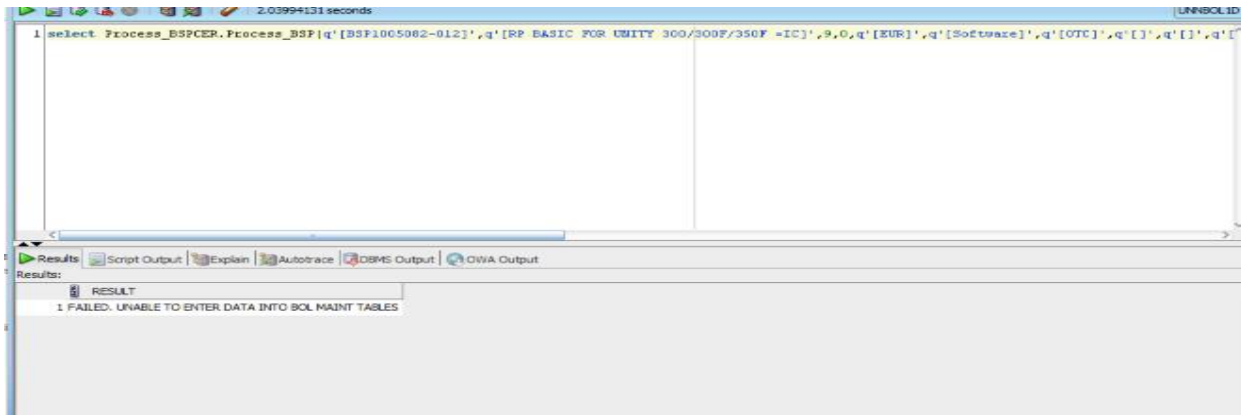 2.03994131 seconds
UNNBOL1D
1 select Process_BSPCER.Process_BSP(q'[BSP1005082-012]',q'[RP BASIC FOR UNITY 300/300F/350F =IC]',9,0,q'[EUR]',q'[Software]',q'[OTC]',q'[]',q'[]',q'[
Results Script Output Explain Autotrace DBMS Output OWA Output
Results:
RESULT
1 FAILED. UNABLE TO ENTER DATA INTO BOL MAINT TABLES